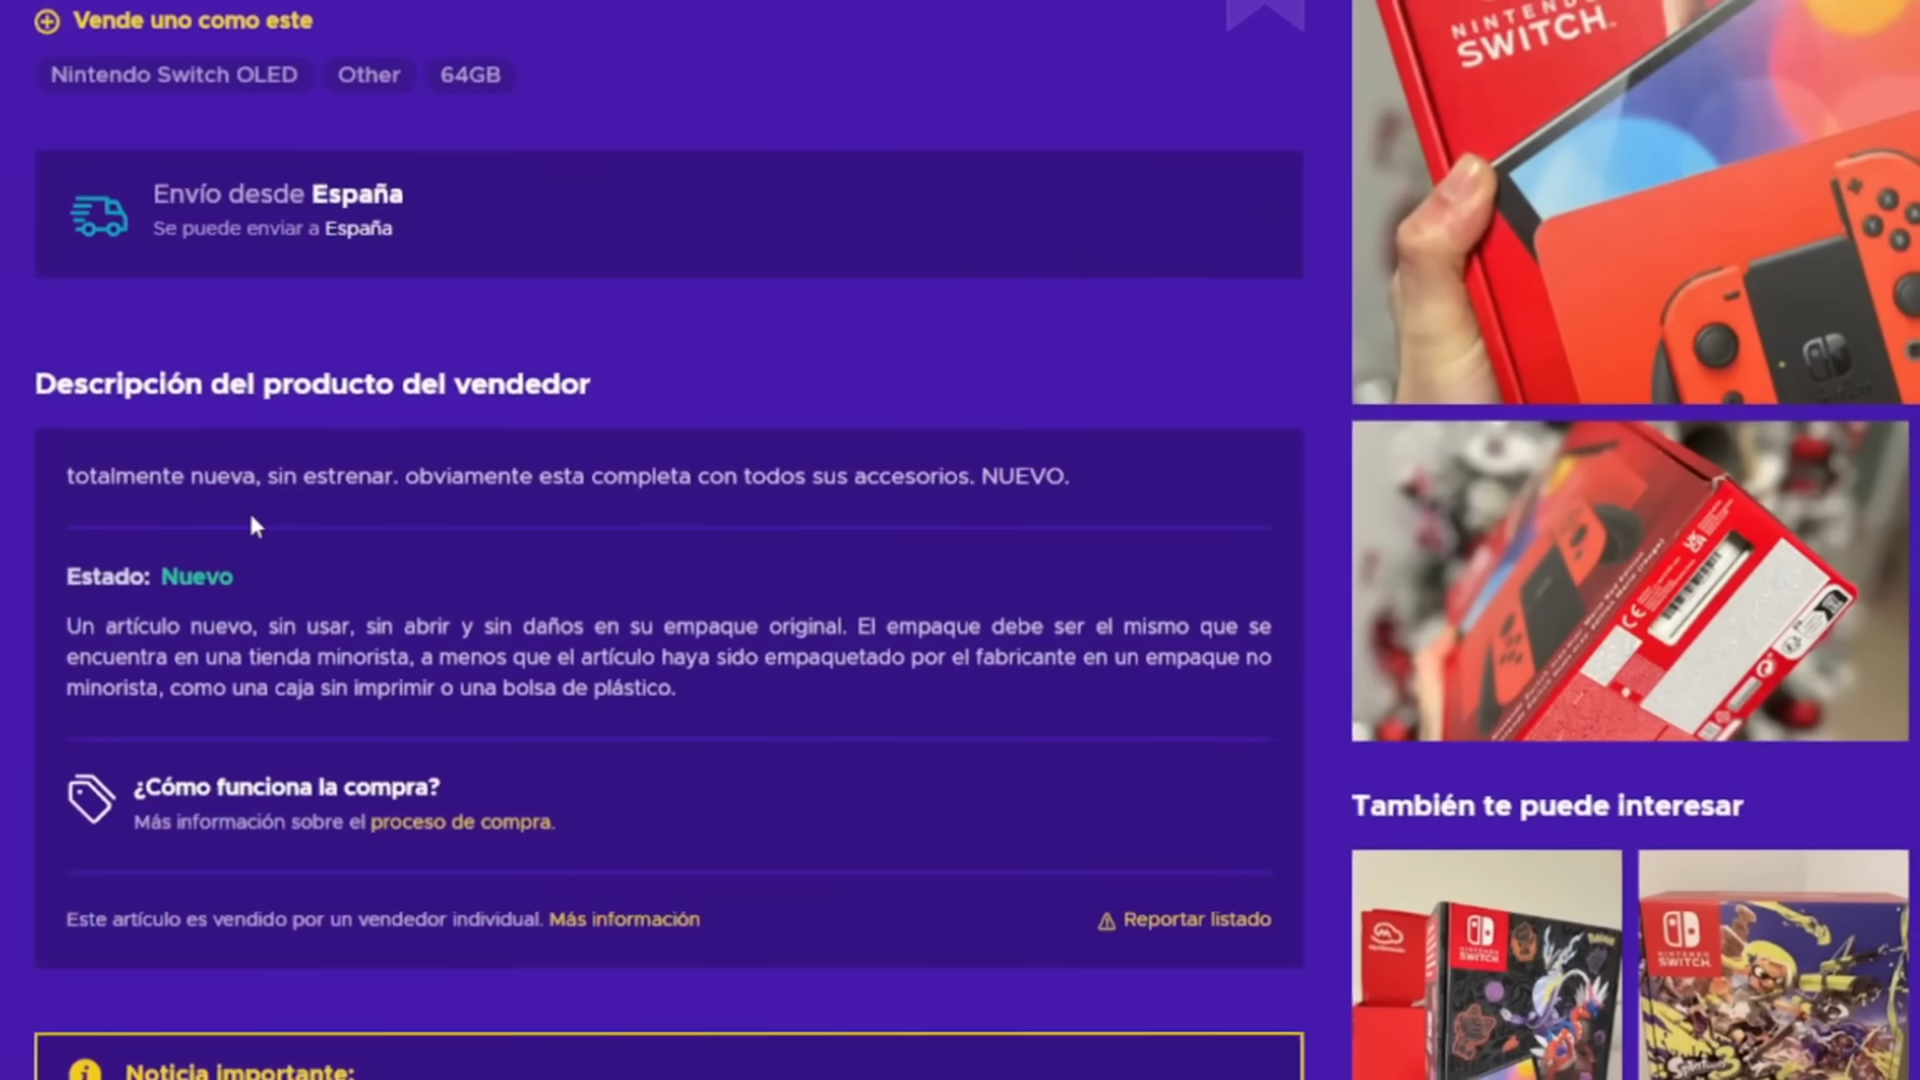 Vende uno como este
Nintendo Switch OLED
Other
64GB
Envío desde España
Se puede enviar a España
Descripción del producto del vendedor
totalmente nueva, sin estrenar. obviamente esta completa con todos sus accesorios. NUEVO.
Estado: Nuevo
Un artículo nuevo, sin usar, sin abrir y sin daños en su empaque original. El empaque debe ser el mismo que se
encuentra en una tienda minorista, a menos que el artículo haya sido empaquetado por el fabricante en un empaque no
minorista, como una caja sin imprimir o una bolsa de plástico.
¿Cómo funciona la compra?
Más información sobre el proceso de compra.
Este artículo es vendido por un vendedor individual. Más información
Reportar listado
Noticia importante:
NINTENDO
SWITCH
También te puede interesar
NINTENDO
SWITCH
NINTENDO
SWITCH